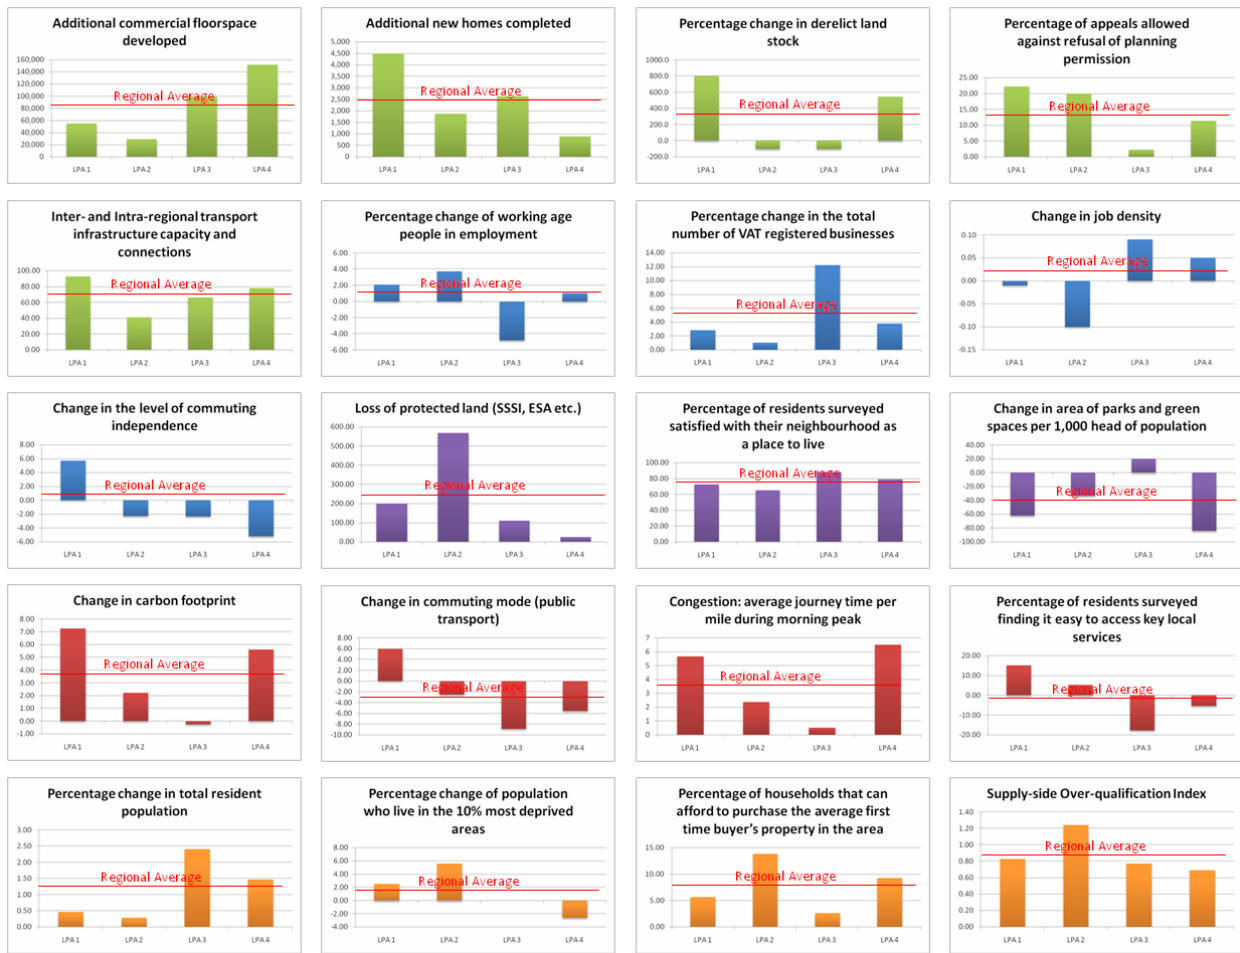 Additional commercial floorspace
developed
160,000
140,000
120,000
100,000
80,000
60,000
40,000
20,000
0
Regional Average
LPA 1 LPA 2 LPA 3 LPA 4
Additional new homes completed
5,000
4,500
4,000
3,500
3,000
2,500
2,000
1,500
1,000
500
0
Regional Average
LPA 1 LPA 2 LPA 3 LPA 4
Percentage change in derelict land
stock
1000.0
800.0
600.0
400.0
200.0
0.0
-200.0
Regional Average
LPA 1 LPA 2 LPA 3 LPA 4
Percentage of appeals allowed
against refusal of planning
permission
25.00
20.00
15.00
10.00
5.00
0.00
Regional Average
LPA 1 LPA 2 LPA 3 LPA 4
Inter- and Intra-regional transport
infrastructure capacity and
connections
100.00
80.00
60.00
40.00
20.00
0.00
Regional Average
LPA 1 LPA 2 LPA 3 LPA 4
Percentage change of working age
people in employment
6.00
4.00
2.00
0.00
-2.00
-4.00
-6.00
Regional Average
LPA 1 LPA 2 LPA 3 LPA 4
Percentage change in the total
number of VAT registered businesses
14.00
12.00
10.00
8.00
6.00
4.00
2.00
0.00
Regional Average
LPA 1 LPA 2 LPA 3 LPA 4
Change in job density
0.10
0.05
0.00
-0.05
-0.10
-0.15
Regional Average
LPA 1 LPA 2 LPA 3 LPA 4
Change in the level of commuting
independence
8.00
6.00
4.00
2.00
0.00
-2.00
-4.00
-6.00
Regional Average
LPA 1 LPA 2 LPA 3 LPA 4
Loss of protected land (SSSI, ESA etc.)
600.00
500.00
400.00
300.00
200.00
100.00
0.00
Regional Average
LPA 1 LPA 2 LPA 3 LPA 4
Percentage of residents surveyed
satisfied with their neighbourhood as
a place to live
100.00
80.00
60.00
40.00
20.00
0.00
Regional Average
LPA 1 LPA 2 LPA 3 LPA 4
Change in area of parks and green
spaces per 1,000 head of population
40.00
20.00
0.00
-20.00
-40.00
-60.00
-80.00
-100.00
Regional Average
LPA 1 LPA 2 LPA 3 LPA 4
Change in carbon footprint
8.00
7.00
6.00
5.00
4.00
3.00
2.00
1.00
0.00
-1.00
Regional Average
LPA 1 LPA 2 LPA 3 LPA 4
Change in commuting mode (public
transport)
8.00
6.00
4.00
2.00
0.00
-2.00
-4.00
-6.00
-8.00
-10.00
Regional Average
LPA 1 LPA 2 LPA 3 LPA 4
Congestion: average journey time per
mile during morning peak
7
6
5
4
3
2
1
0
Regional Average
LPA 1 LPA 2 LPA 3 LPA 4
Percentage of residents surveyed
finding it easy to access key local
services
20.00
10.00
0.00
-10.00
-20.00
Regional Average
LPA 1 LPA 2 LPA 3 LPA 4
Percentage change in total resident
population
3.00
2.50
2.00
1.50
1.00
0.50
0.00
Regional Average
LPA 1 LPA 2 LPA 3 LPA 4
Percentage change of population
who live in the 10% most deprived
areas
8.00
6.00
4.00
2.00
0.00
-2.00
-4.00
Regional Average
LPA 1 LPA 2 LPA 3 LPA 4
Percentage of households that can
afford to purchase the average first
time buyer's property in the area
15.00
10.00
5.00
0.00
Regional Average
LPA 1 LPA 2 LPA 3 LPA 4
Supply-side Over-qualification Index
1.40
1.20
1.00
0.80
0.60
0.40
0.20
0.00
Regional Average
LPA 1 LPA 2 LPA 3 LPA 4